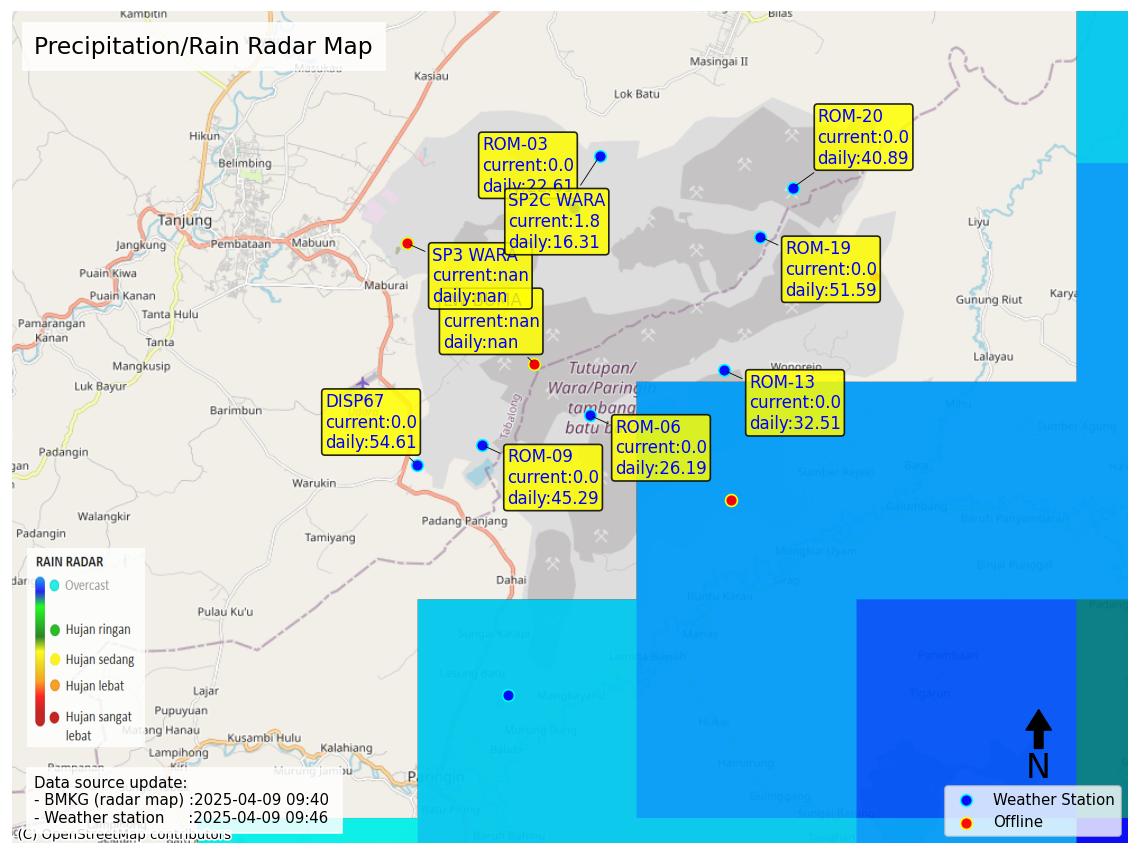 Precipitation/Rain Radar Map
Kambitin
Bilas
Masingai II
Kasiau
Lok Batu
Hikun
Belimbing
Tanjung
Jangkung
Pembataan
Mabuun
Maburai
Puain Kiwa
Puain Kanan
Tanta Hulu
Pamarangan
Kanan
Tanta
Mangkusip
Luk Bayur
Barimbun
Padangin
Warukin
Walangkir
Padangin
Tamiyang
Padang Panjang
Dahai
Pulau Ku'u
Lajar
Pupuyuan
Matang Hanau
Lampihong
Kusambi Hulu
Kalahiang
Murung Jambu
Paringin
Liyu
Gunung Riut
Lalayau
Wonorejo
Tabalong
Tutupan/
Wara/Paringin
tambang
ROM-03
current:0.0
daily:22.61
SP2C WARA
current:1.8
daily:16.31
ROM-20
current:0.0
daily:40.89
ROM-19
current:0.0
daily:51.59
SP3 WARA
current:nan
daily:nan
current:nan
daily:nan
ROM-13
current:0.0
daily:32.51
DISP67
current:0.0
daily:54.61
ROM-06
current:0.0
daily:26.19
ROM-09
current:0.0
daily:45.29
RAIN RADAR
Overcast
Hujan ringan
Hujan sedang
Hujan lebat
Hujan sangat
lebat
Data source update:
- BMKG (radar map) :2025-04-09 09:40
- Weather station :2025-04-09 09:46
(C) OpenStreetMap contributors
N
Weather Station
Offline